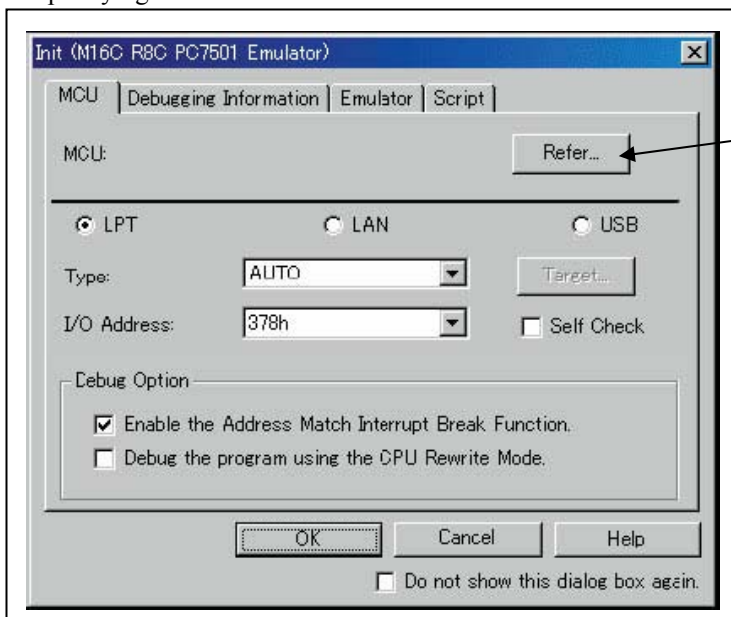 Init (M16C R8C PC7501 Emulator)
MCU Debugging Information Emulator Script
MCU: Refer...
LPT LAN USB
Type: AUTO Target...
I/O Address: 378h Self Check
Debug Option
Enable the Address Match Interrupt Break Function.
Debug the program using the CPU Rewrite Mode.
OK Cancel Help
Do not show this dialog box again.